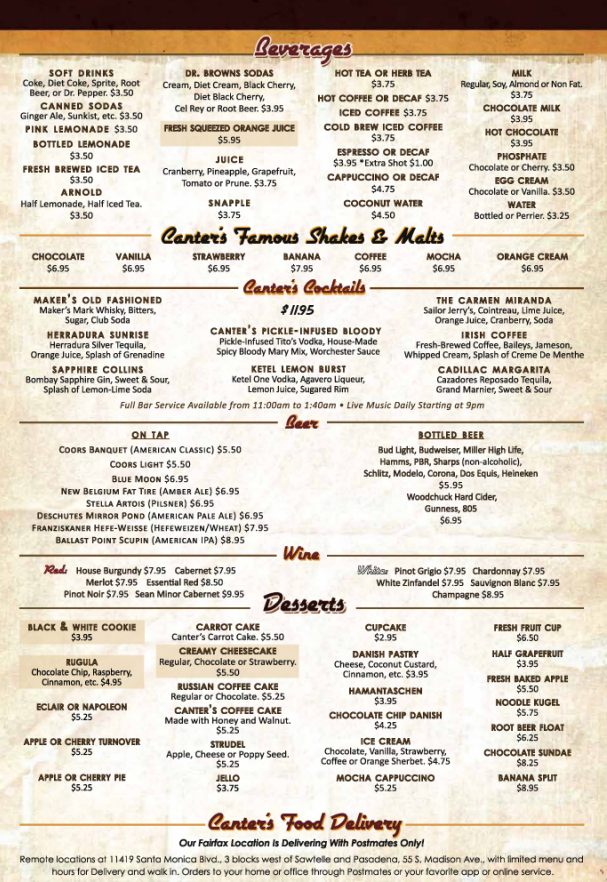 Beverages
SOFT DRINKS
Coke, Diet Coke, Sprite, Root
Beer, or Dr. Pepper. $3.50
CANNED SODAS
Ginger Ale, Sunkist, etc. $3.50
PINK LEMONADE $3.50
BOTTLED LEMONADE
$3.50
FRESH BREWED ICED TEA
$3.50
ARNOLD
Half Lemonade, Half Iced Tea.
$3.50
DR. BROWNS SODAS
Cream, Diet Cream, Black Cherry,
Diet Black Cherry,
Cel Rey or Root Beer. $3.95
FRESH SQUEEZED ORANGE JUICE
$5.95
JUICE
Cranberry, Pineapple, Grapefruit,
Tomato or Prune. $3.75
SNAPPLE
$3.75
HOT TEA OR HERB TEA
$3.75
HOT COFFEE OR DECAF $3.75
ICED COFFEE $3.75
COLD BREW ICED COFFEE
$3.75
ESPRESSO OR DECAF
$3.95 *Extra Shot $1.00
CAPPUCCINO OR DECAF
$4.75
COCONUT WATER
$4.50
MILK
Regular, Soy, Almond or Non Fat.
$3.75
CHOCOLATE MILK
$3.95
HOT CHOCOLATE
$3.95
PHOSPHATE
Chocolate or Cherry. $3.50
EGG CREAM
Chocolate or Vanilla. $3.50
WATER
Bottled or Perrier. $3.25
Canter's Famous Shakes & Malts
CHOCOLATE
$6.95
VANILLA
$6.95
STRAWBERRY
$6.95
BANANA
$7.95
COFFEE
$6.95
MOCHA
$6.95
ORANGE CREAM
$6.95
Canter's Cocktails
$11.95
MAKER'S OLD FASHIONED
Maker's Mark Whisky, Bitters,
Sugar, Club Soda
HERRADURA SUNRISE
Herradura Silver Tequila,
Orange Juice, Splash of Grenadine
SAPPHIRE COLLINS
Bombay Sapphire Gin, Sweet & Sour,
Splash of Lemon-Lime Soda
CANTER'S PICKLE-INFUSED BLOODY
Pickle-Infused Tito's Vodka, House-Made
Spicy Bloody Mary Mix, Worchester Sauce
KETEL LEMON BURST
Ketel One Vodka, Agavero Liqueur,
Lemon Juice, Sugared Rim
THE CARMEN MIRANDA
Sailor Jerry's, Cointreau, Lime Juice,
Orange Juice, Cranberry, Soda
IRISH COFFEE
Fresh-Brewed Coffee, Baileys, Jameson,
Whipped Cream, Splash of Creme De Menthe
CADILLAC MARGARITA
Cazadores Reposado Tequila,
Grand Marnier, Sweet & Sour
Full Bar Service Available from 11:00am to 1:40am • Live Music Daily Starting at 9pm
Beer
ON TAP
COORS BANQUET (AMERICAN CLASSIC) $5.50
COORS LIGHT $5.50
BLUE MOON $6.95
NEW BELGIUM FAT TIRE (AMBER ALE) $6.95
STELLA ARTOIS (PILSNER) $6.95
DESCHUTES MIRROR POND (AMERICAN PALE ALE) $6.95
FRANZISKANER HEFE-WEISSE (HEFEWEIZEN/WHEAT) $7.95
BALLAST POINT SCUPIN (AMERICAN IPA) $8.95
BOTTLED BEER
Bud Light, Budweiser, Miller High Life,
Hamms, PBR, Sharps (non-alcoholic),
Schlitz, Modelo, Corona, Dos Equis, Heineken
$5.95
Woodchuck Hard Cider,
Gunness, 805
$6.95
Wine
Red: House Burgundy $7.95 Cabernet $7.95
Merlot $7.95 Essential Red $8.50
Pinot Noir $7.95 Sean Minor Cabernet $9.95
White: Pinot Grigio $7.95 Chardonnay $7.95
White Zinfandel $7.95 Sauvignon Blanc $7.95
Champagne $8.95
Desserts
BLACK & WHITE COOKIE
$3.95
RUGULA
Chocolate Chip, Raspberry,
Cinnamon, etc. $4.95
ECLAIR OR NAPOLEON
$5.25
APPLE OR CHERRY TURNOVER
$5.25
APPLE OR CHERRY PIE
$5.25
CARROT CAKE
Canter's Carrot Cake. $5.50
CREAMY CHEESECAKE
Regular, Chocolate or Strawberry.
$5.50
RUSSIAN COFFEE CAKE
Regular or Chocolate. $5.25
CANTER'S COFFEE CAKE
Made with Honey and Walnut.
$5.25
STRUDEL
Apple, Cheese or Poppy Seed.
$5.25
JELLO
$3.75
CUPCAKE
$2.95
DANISH PASTRY
Cheese, Coconut Custard,
Cinnamon, etc. $3.95
HAMANTASCHEN
$3.95
CHOCOLATE CHIP DANISH
$4.25
ICE CREAM
Chocolate, Vanilla, Strawberry,
Coffee or Orange Sherbet. $4.75
MOCHA CAPPUCCINO
$5.25
FRESH FRUIT CUP
$6.50
HALF GRAPEFRUIT
$3.95
FRESH BAKED APPLE
$5.50
NOODLE KUGEL
$5.75
ROOT BEER FLOAT
$6.25
CHOCOLATE SUNDAE
$8.25
BANANA SPLIT
$8.95
Canter's Food Delivery
Our Fairfax Location is Delivering With Postmates Only!
Remote locations at 11419 Santa Monica Blvd., 3 blocks west of Sawtelle and Pasadena, 55 S. Madison Ave., with limited menu and
hours for Delivery and walk in. Orders to your home or office through Postmates or your favorite app or online service.